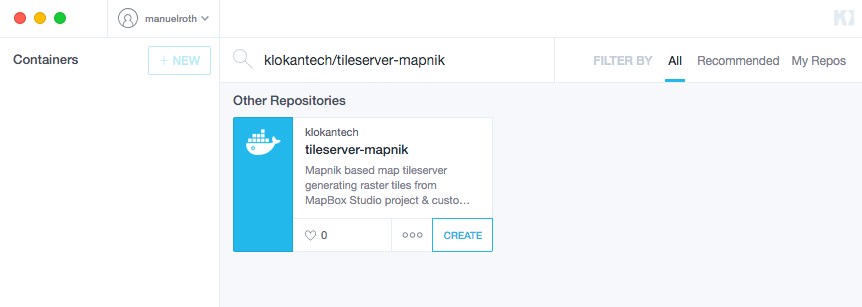 manuelroth
Containers
+ NEW
klokantech/tileserver-mapnik
FILTER BY All Recommended My Repos
Other Repositories
klokantech
tileserver-mapnik
Mapnik based map tileserver
generating raster tiles from
MapBox Studio project & custo…
0
CREATE